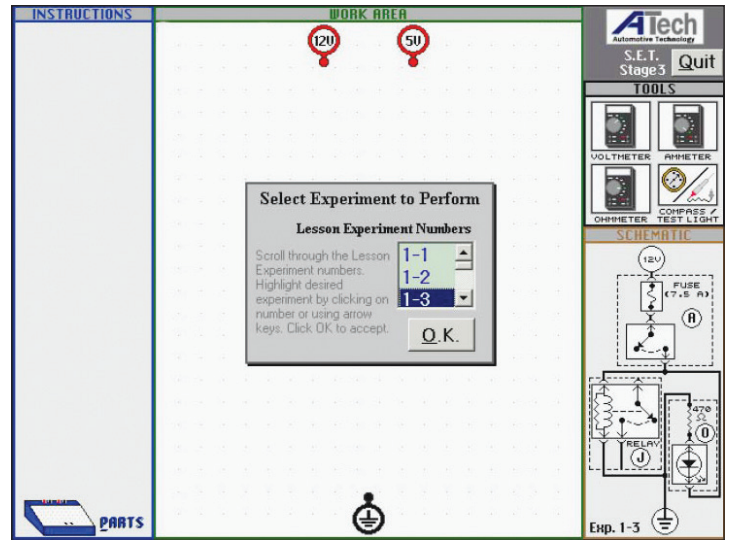 INSTRUCTIONS
WORK AREA
12V
5V
ATech
Automotive Technology
S.E.T.
Stage3
Quit
TOOLS
VOLTMETER
AMMETER
OHMMETER
COMPASS /
TEST LIGHT
Select Experiment to Perform
Lesson Experiment Numbers
Scroll through the Lesson
Experiment numbers.
Highlight desired
experiment by clicking on
number or using arrow
keys. Click OK to accept.
1-1
1-2
1-3
O.K.
SCHEMATIC
12V
FUSE
(7.5 A)
A
470
Ω
O
RELAY
J
Exp. 1-3
PARTS